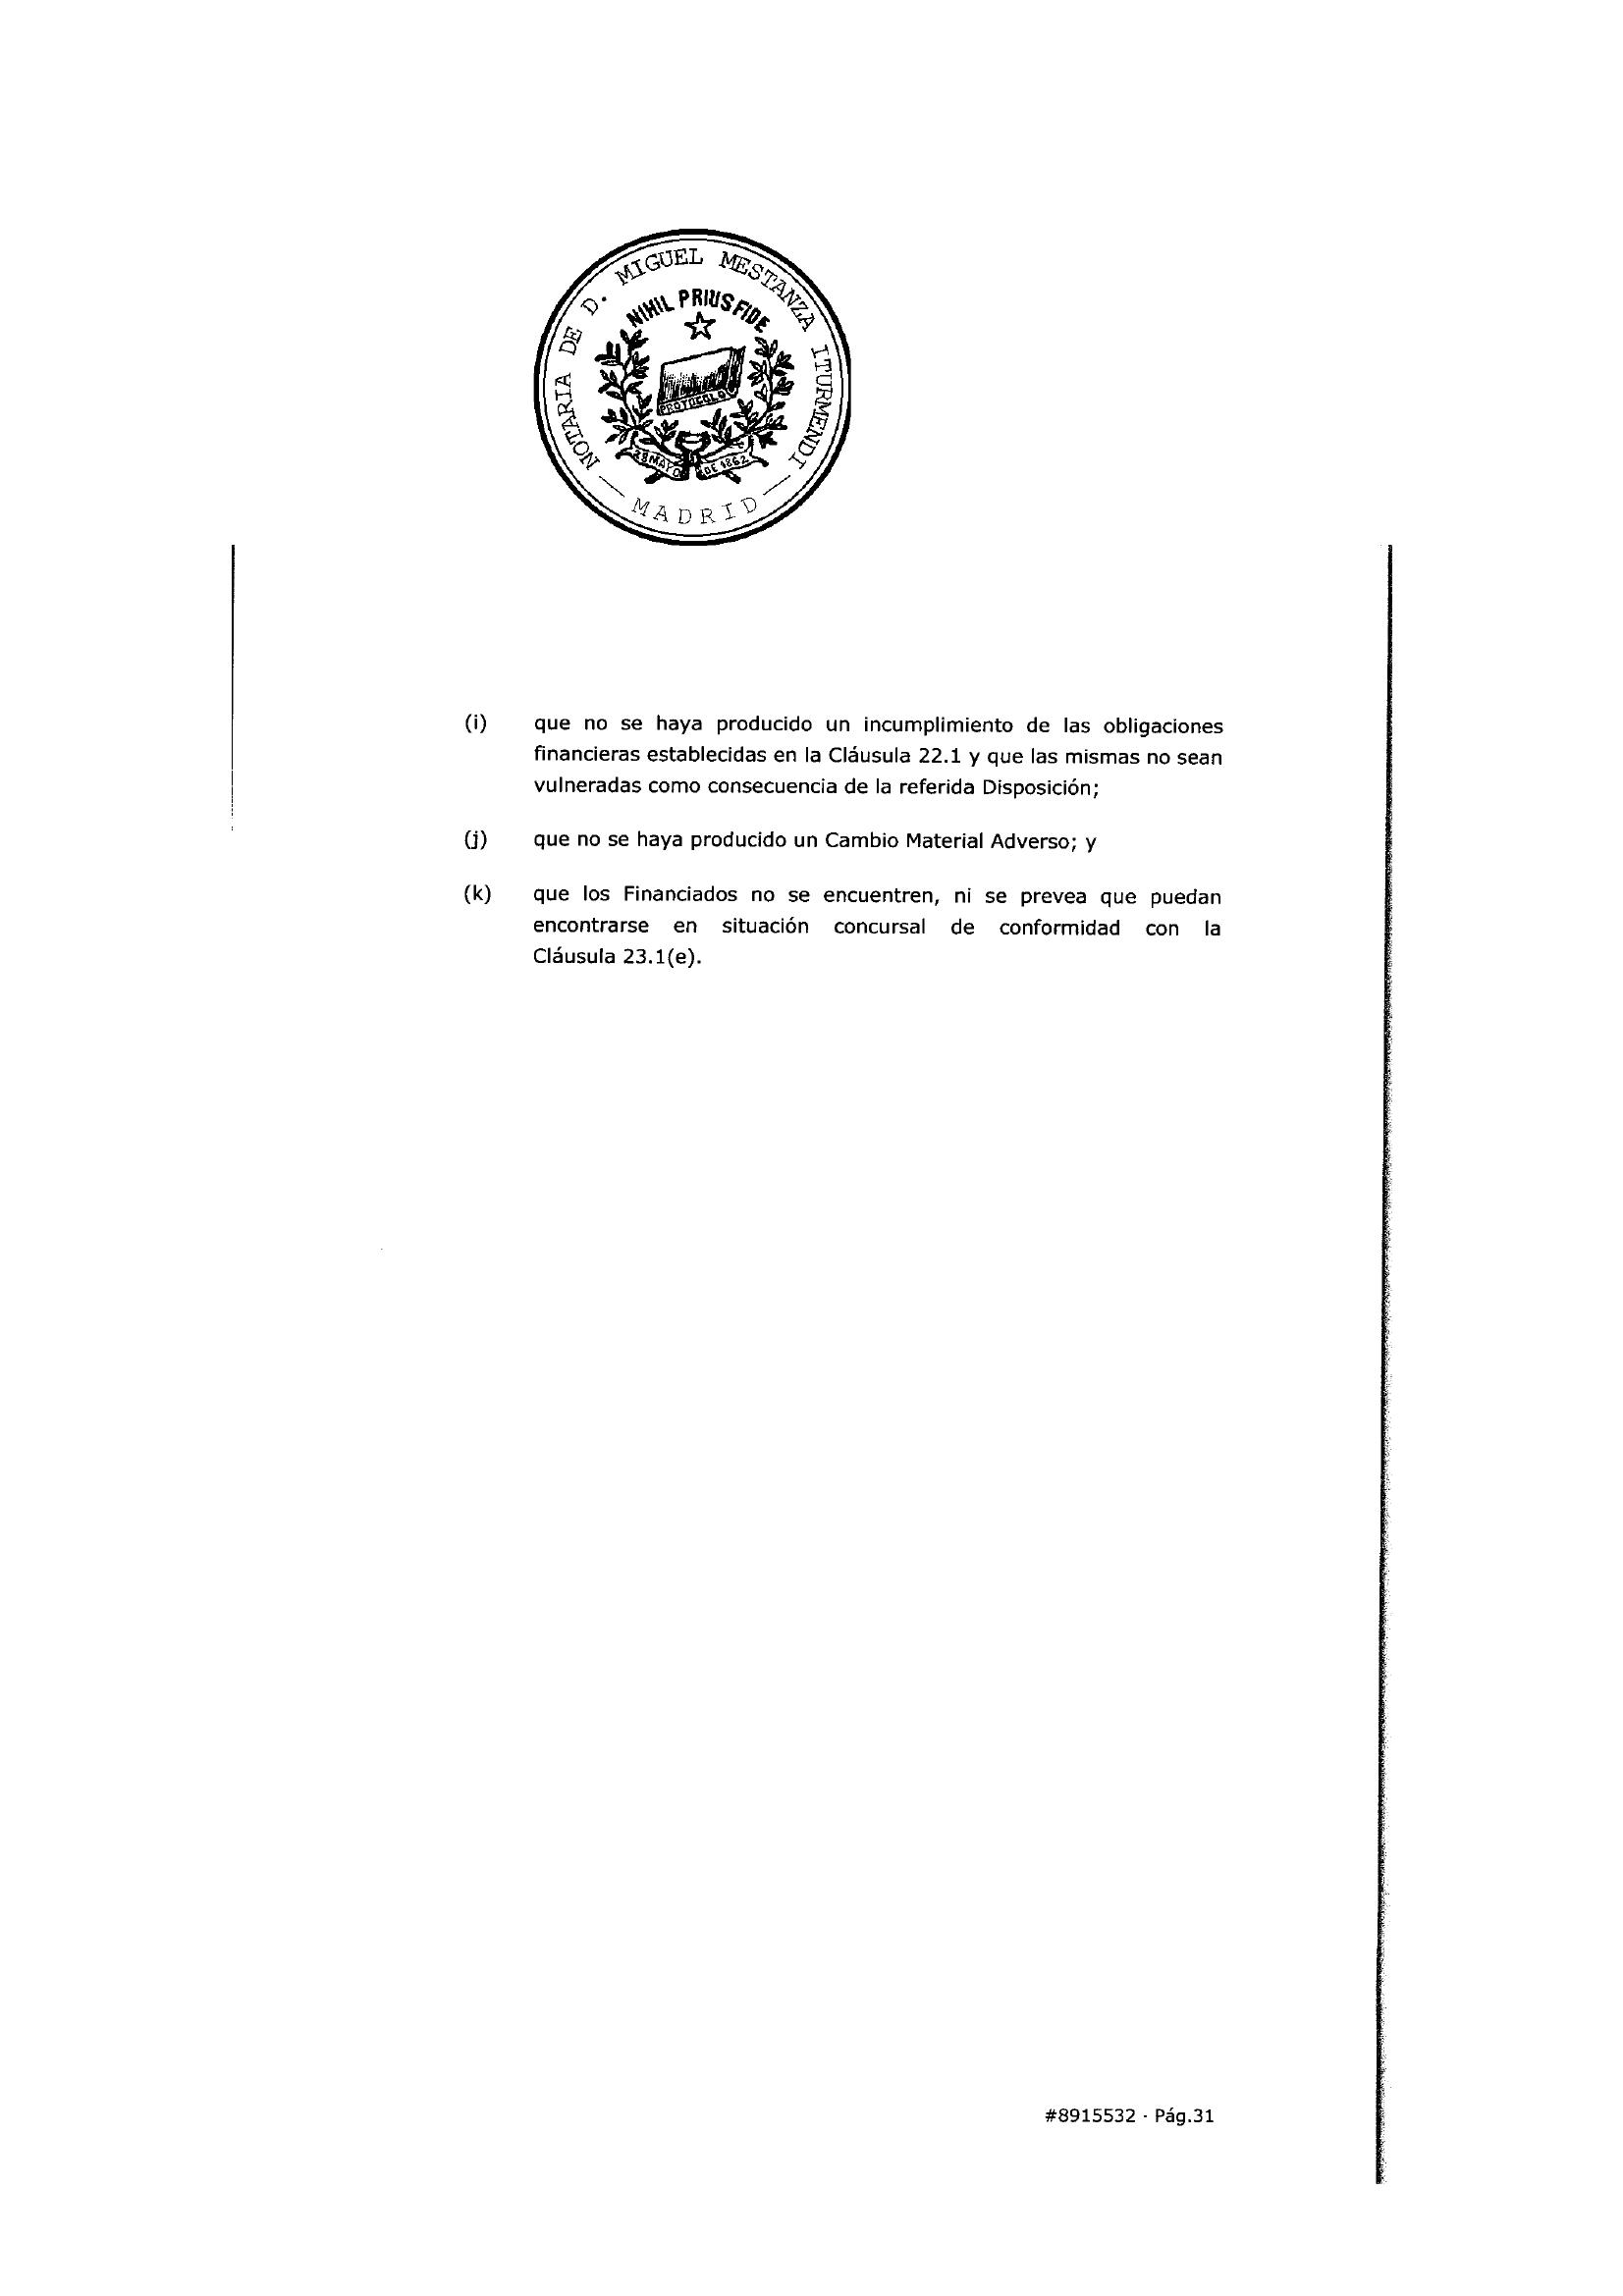 NOTARIA DE D. MIGUEL MESTANZA ITURMENDI
NIHIL PRIUS FIDE
PROTOCOLO
28 MAYO DE 1862
— MADRID —
(i) que no se haya producido un incumplimiento de las obligaciones
financieras establecidas en la Cláusula 22.1 y que las mismas no sean
vulneradas como consecuencia de la referida Disposición;
(j) que no se haya producido un Cambio Material Adverso; y
(k) que los Financiados no se encuentren, ni se prevea que puedan
encontrarse en situación concursal de conformidad con la
Cláusula 23.1(e).
#8915532 - Pág.31